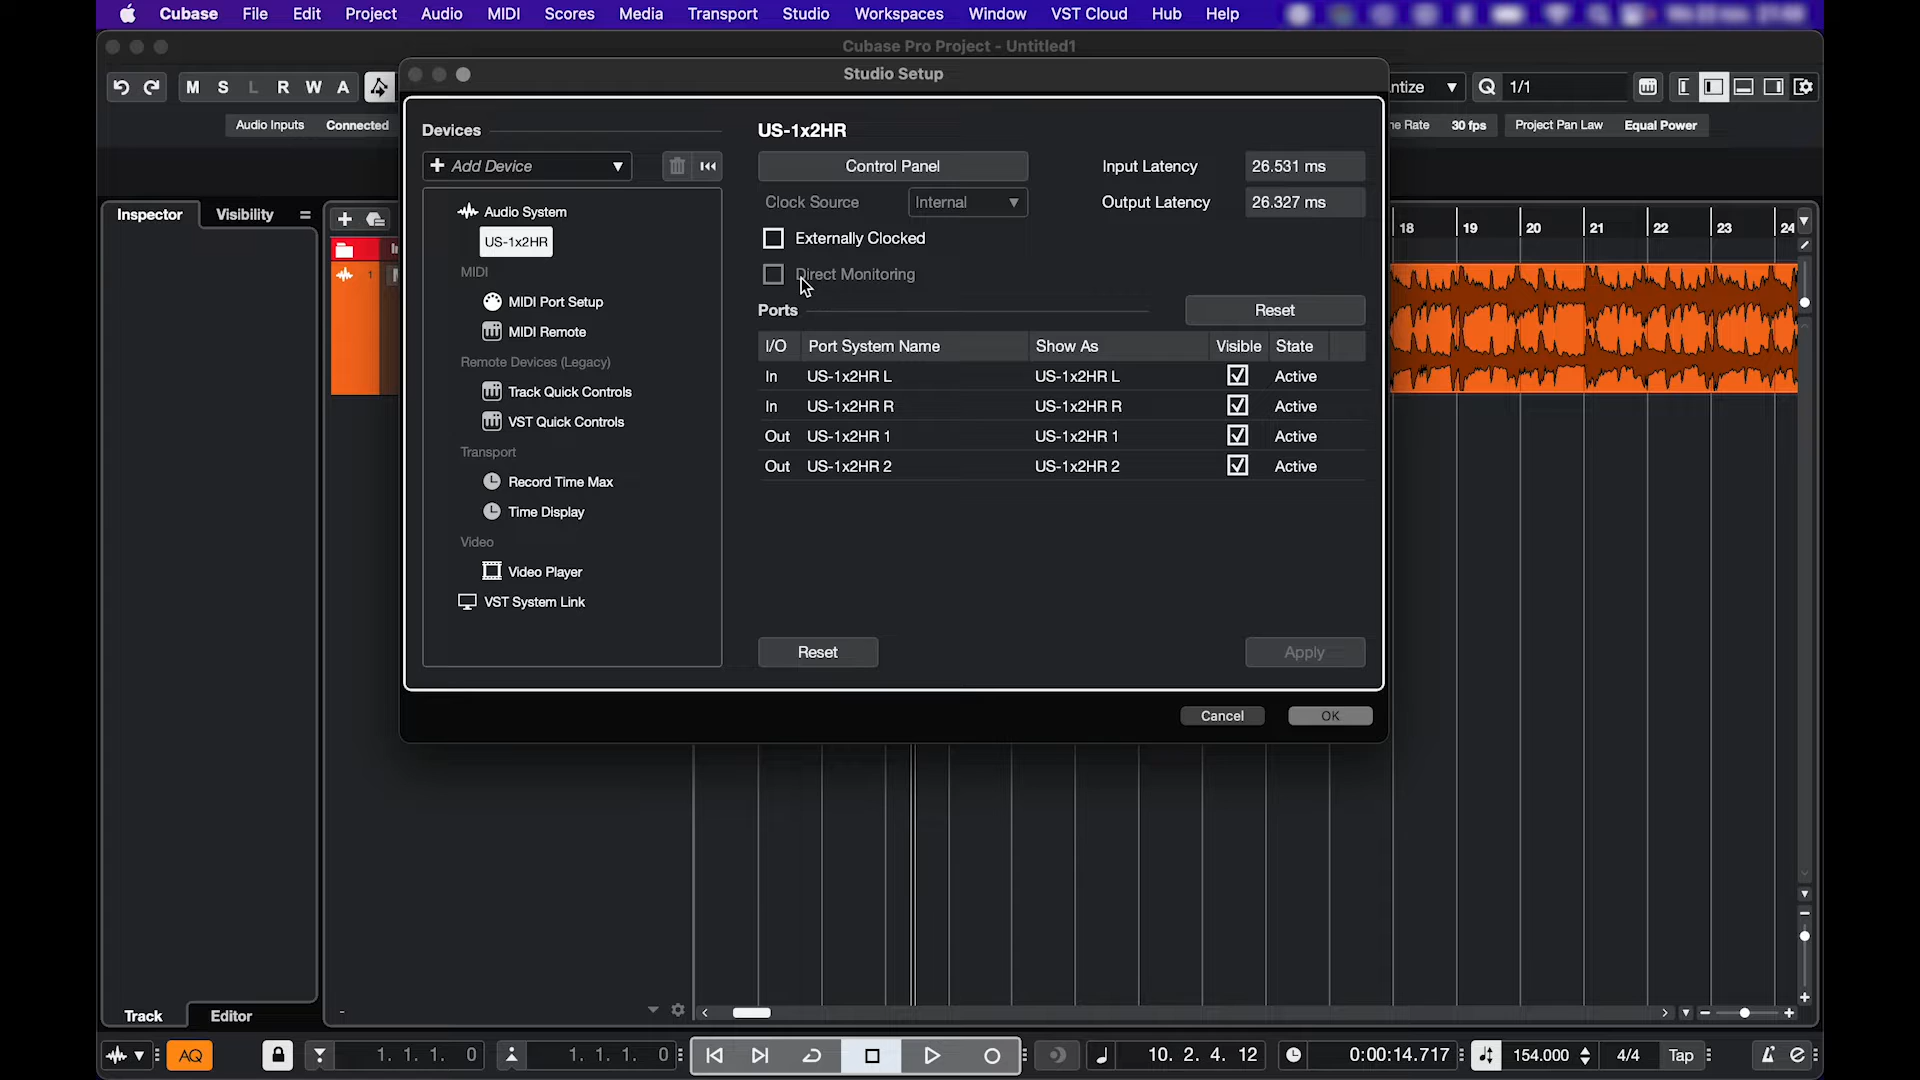 Cubase File Edit Project Audio MIDI Scores Media Transport Studio Workspaces Window VST Cloud Hub Help
Cubase Pro Project - Untitled1
Studio Setup
M S L R W A
ntize
1/1
Audio Inputs Connected
ne Rate 30 fps Project Pan Law Equal Power
Devices
US-1x2HR
Add Device
Control Panel
Input Latency 26.531 ms
Clock Source Internal
Output Latency 26.327 ms
Inspector Visibility
Audio System
US-1x2HR
Externally Clocked
18 19 20 21 22 23 24
MIDI
Direct Monitoring
1
MIDI Port Setup
Ports
Reset
MIDI Remote
I/O Port System Name Show As Visible State
Remote Devices (Legacy)
In US-1x2HR L US-1x2HR L Active
Track Quick Controls
In US-1x2HR R US-1x2HR R Active
VST Quick Controls
Out US-1x2HR 1 US-1x2HR 1 Active
Transport
Out US-1x2HR 2 US-1x2HR 2 Active
Record Time Max
Time Display
Video
Video Player
VST System Link
Reset
Apply
Cancel
OK
Track Editor
-
AQ
1. 1. 1. 0
1. 1. 1. 0
10. 2. 4. 12
0:00:14.717
154.000
4/4
Tap